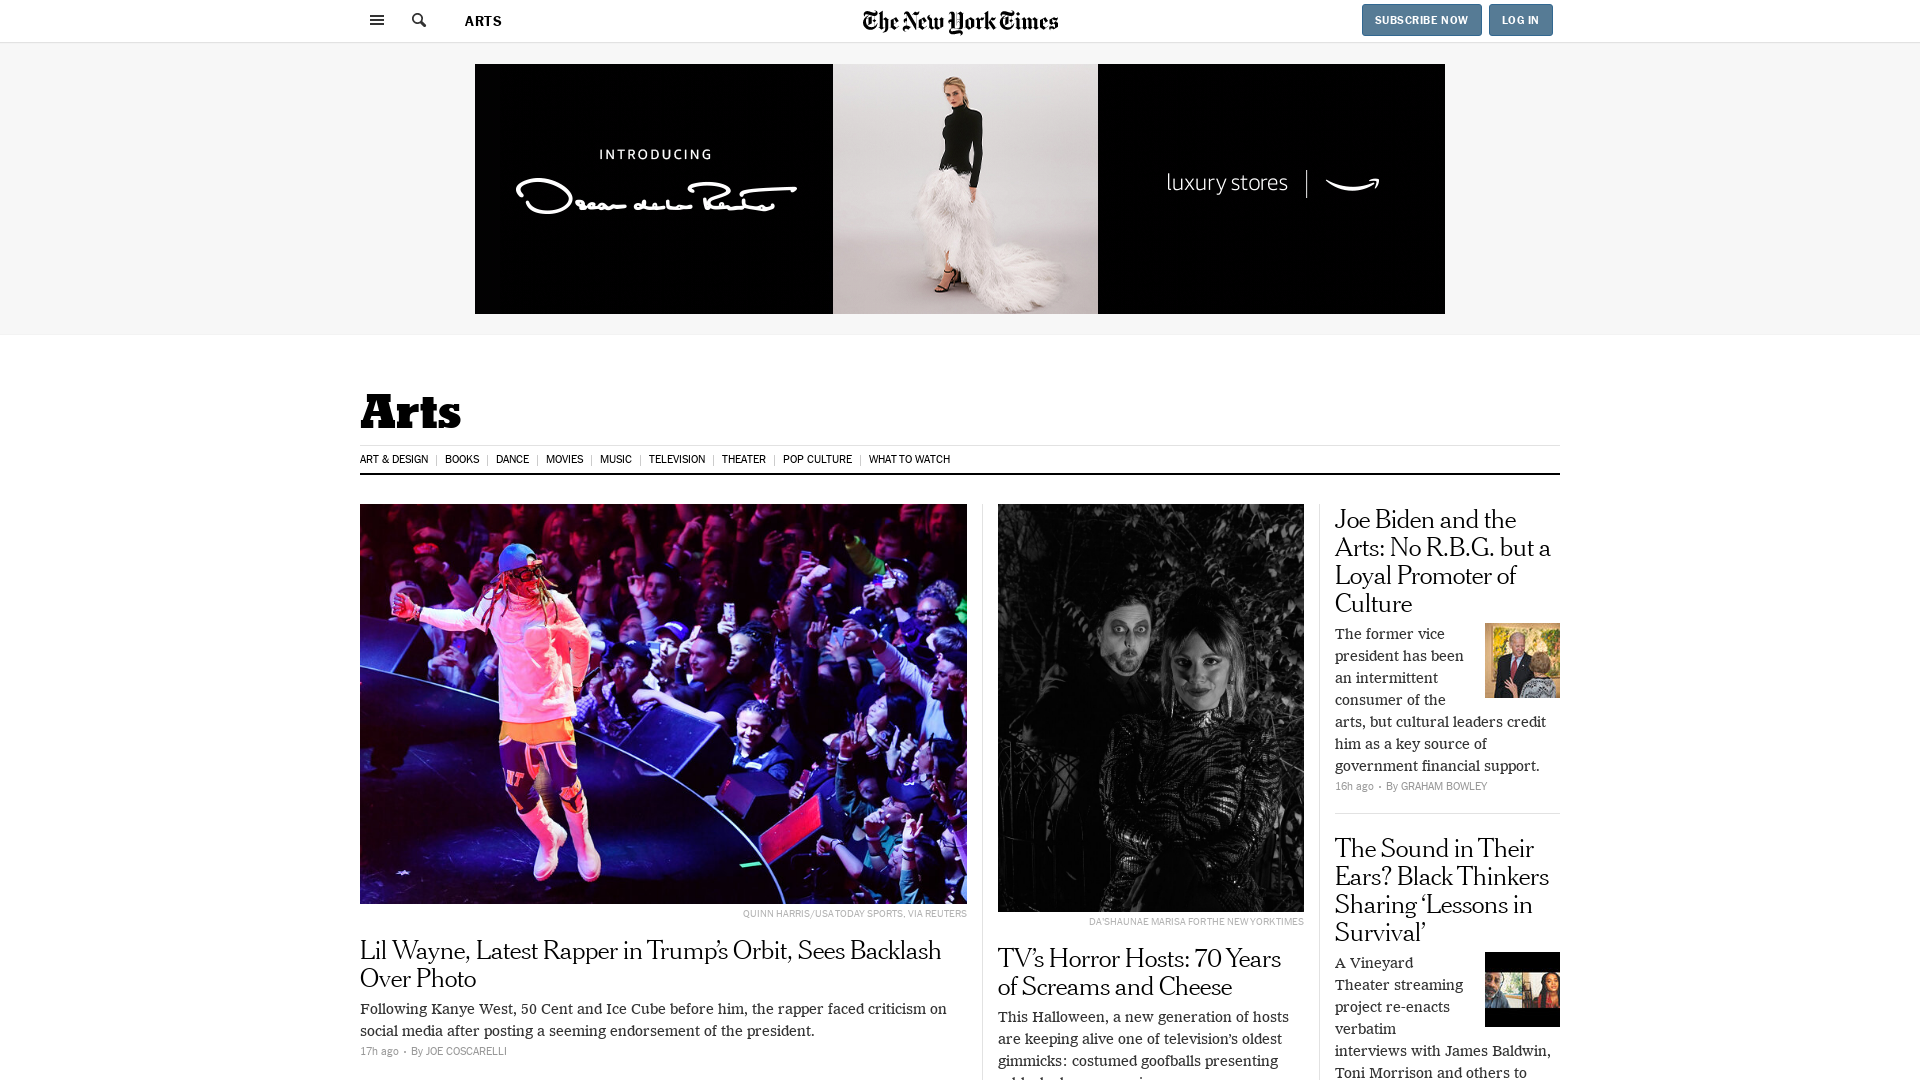 ARTS
The New York Times
SUBSCRIBE NOW
LOG IN
INTRODUCING
Oscar de la Renta
luxury stores
Arts
ART & DESIGN
BOOKS
DANCE
MOVIES
MUSIC
TELEVISION
THEATER
POP CULTURE
WHAT TO WATCH
QUINN HARRIS/USA TODAY SPORTS, VIA REUTERS
Lil Wayne, Latest Rapper in Trump’s Orbit, Sees Backlash
Over Photo
Following Kanye West, 50 Cent and Ice Cube before him, the rapper faced criticism on
social media after posting a seeming endorsement of the president.
17h ago • By JOE COSCARELLI
DA'SHAUNAE MARISA FOR THE NEW YORK TIMES
TV’s Horror Hosts: 70 Years
of Screams and Cheese
This Halloween, a new generation of hosts
are keeping alive one of television’s oldest
gimmicks: costumed goofballs presenting
Joe Biden and the
Arts: No R.B.G. but a
Loyal Promoter of
Culture
The former vice
president has been
an intermittent
consumer of the
arts, but cultural leaders credit
him as a key source of
government financial support.
16h ago • By GRAHAM BOWLEY
The Sound in Their
Ears? Black Thinkers
Sharing ‘Lessons in
Survival’
A Vineyard
Theater streaming
project re-enacts
verbatim
interviews with James Baldwin,
Toni Morrison and others to